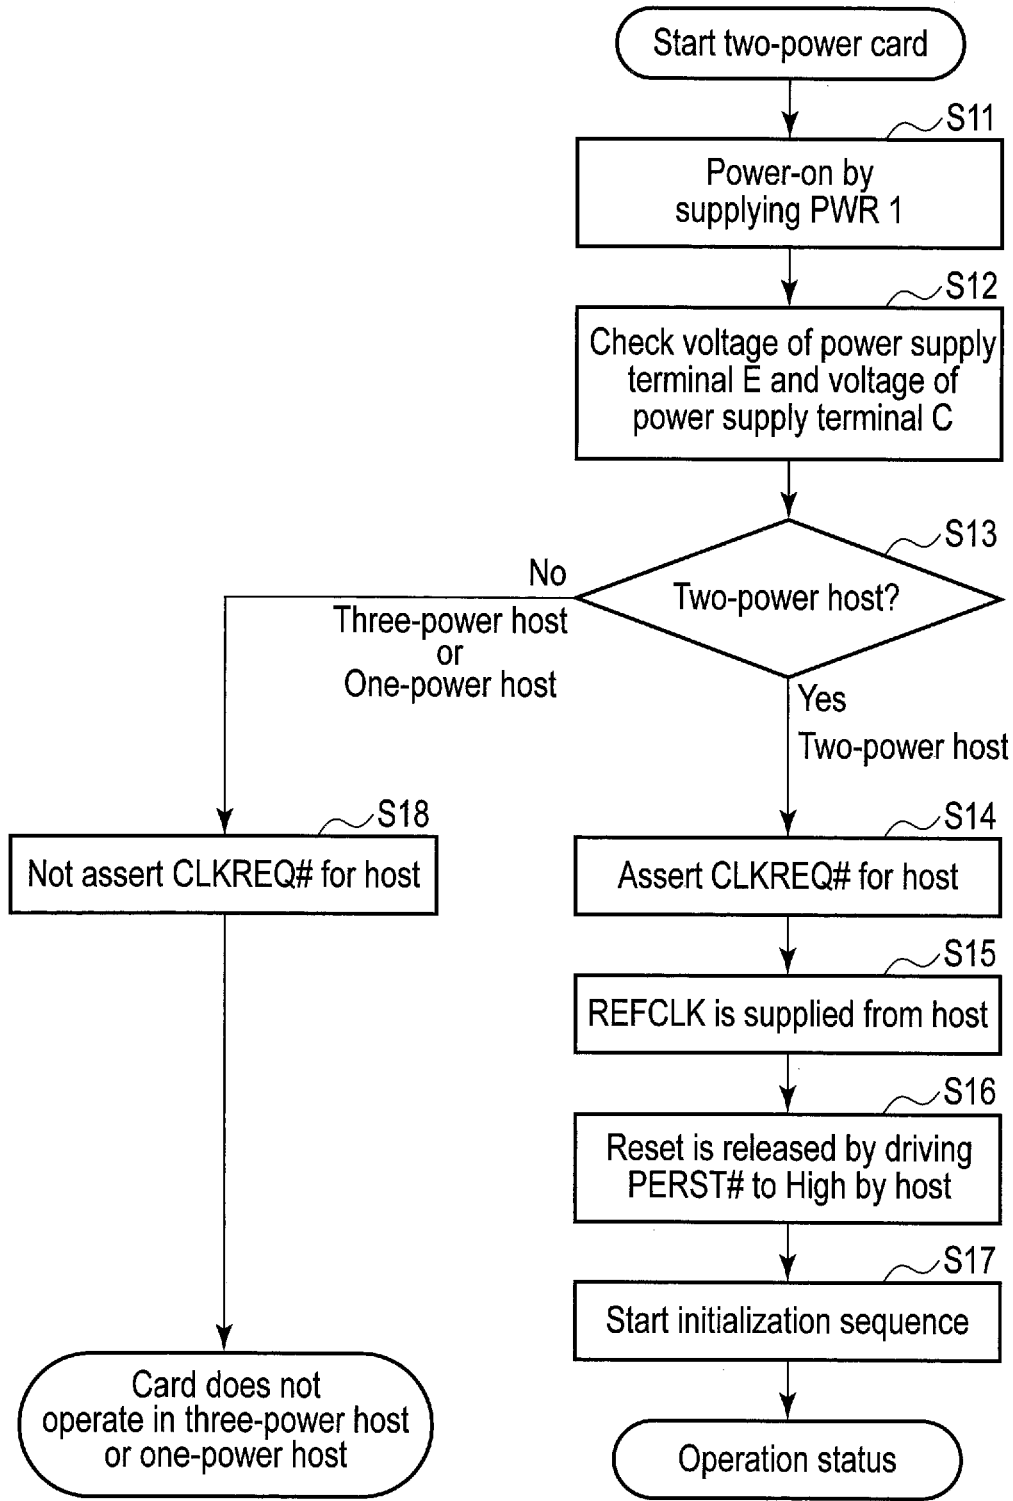 Start two-power card
S11
Power-on by
supplying PWR 1
S12
Check voltage of power supply
terminal E and voltage of
power supply terminal C
S13
Two-power host?
No
Three-power host
or
One-power host
Yes
Two-power host
S18
Not assert CLKREQ# for host
S14
Assert CLKREQ# for host
S15
REFCLK is supplied from host
S16
Reset is released by driving
PERST# to High by host
S17
Start initialization sequence
Card does not
operate in three-power host
or one-power host
Operation status